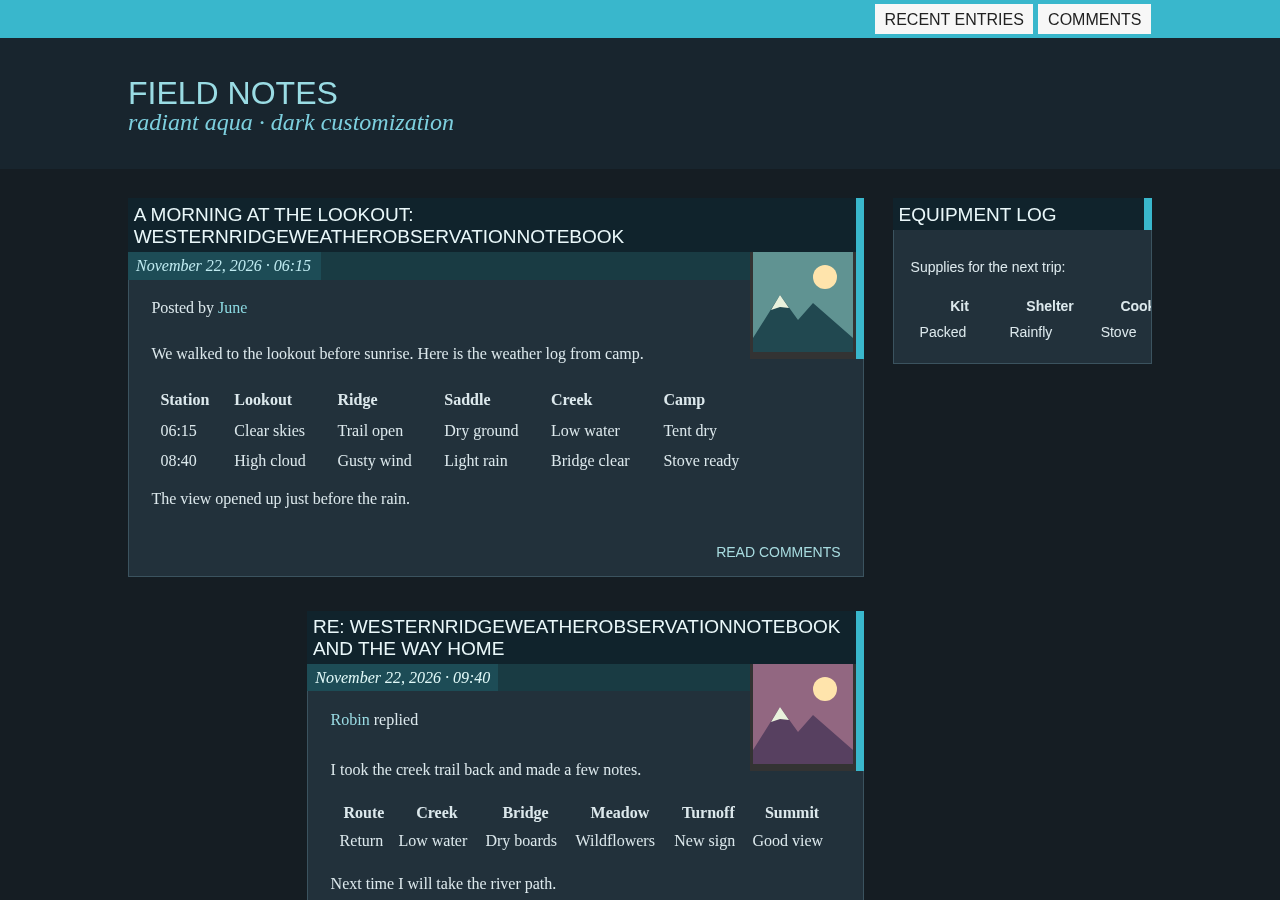 RECENT ENTRIES COMMENTS
FIELD NOTES
radiant aqua · dark customization
A MORNING AT THE LOOKOUT:
WESTERNRIDGEWEATHEROBSERVATIONNOTEBOOK
November 22, 2026 · 06:15
Posted by June
We walked to the lookout before sunrise. Here is the weather log from camp.
Station Lookout Ridge Saddle Creek Camp
06:15 Clear skies Trail open Dry ground Low water Tent dry
08:40 High cloud Gusty wind Light rain Bridge clear Stove ready
The view opened up just before the rain.
READ COMMENTS
RE: WESTERNRIDGEWEATHEROBSERVATIONNOTEBOOK
AND THE WAY HOME
November 22, 2026 · 09:40
Robin replied
I took the creek trail back and made a few notes.
Route Creek Bridge Meadow Turnoff Summit
Return Low water Dry boards Wildflowers New sign Good view
Next time I will take the river path.
EQUIPMENT LOG
Supplies for the next trip:
Kit Shelter Cook
Packed Rainfly Stove